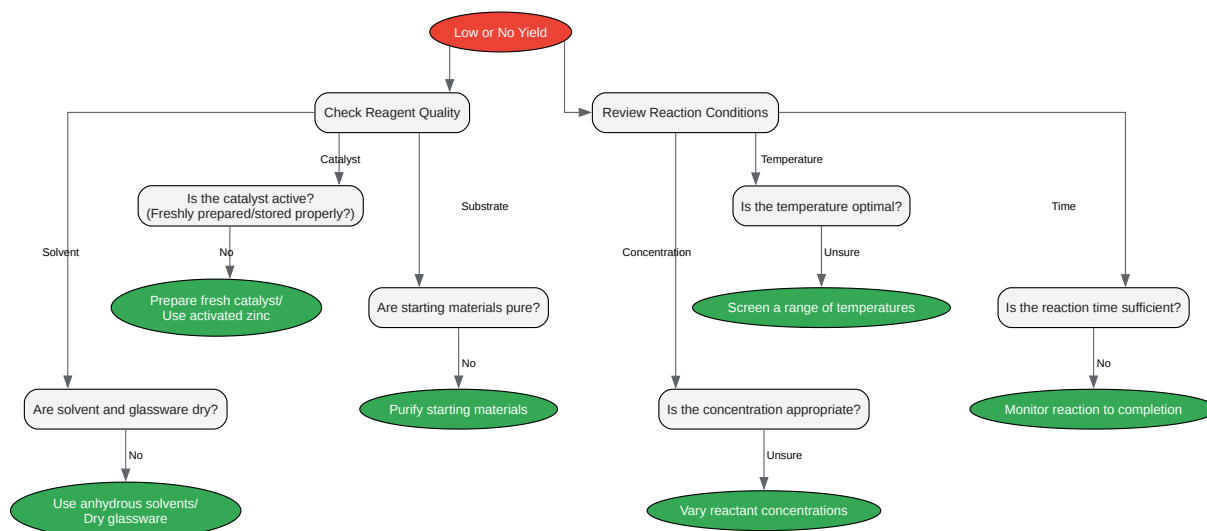 Low or No Yield
Check Reagent Quality
Review Reaction Conditions
Catalyst
Temperature
Is the catalyst active?
(Freshly prepared/stored properly?)
Substrate
Is the temperature optimal?
Time
Solvent
No
Concentration
Unsure
Prepare fresh catalyst/
Use activated zinc
Are starting materials pure?
Screen a range of temperatures
Is the reaction time sufficient?
No
No
Are solvent and glassware dry?
Purify starting materials
Is the concentration appropriate?
Monitor reaction to completion
No
Unsure
Use anhydrous solvents/
Dry glassware
Vary reactant concentrations